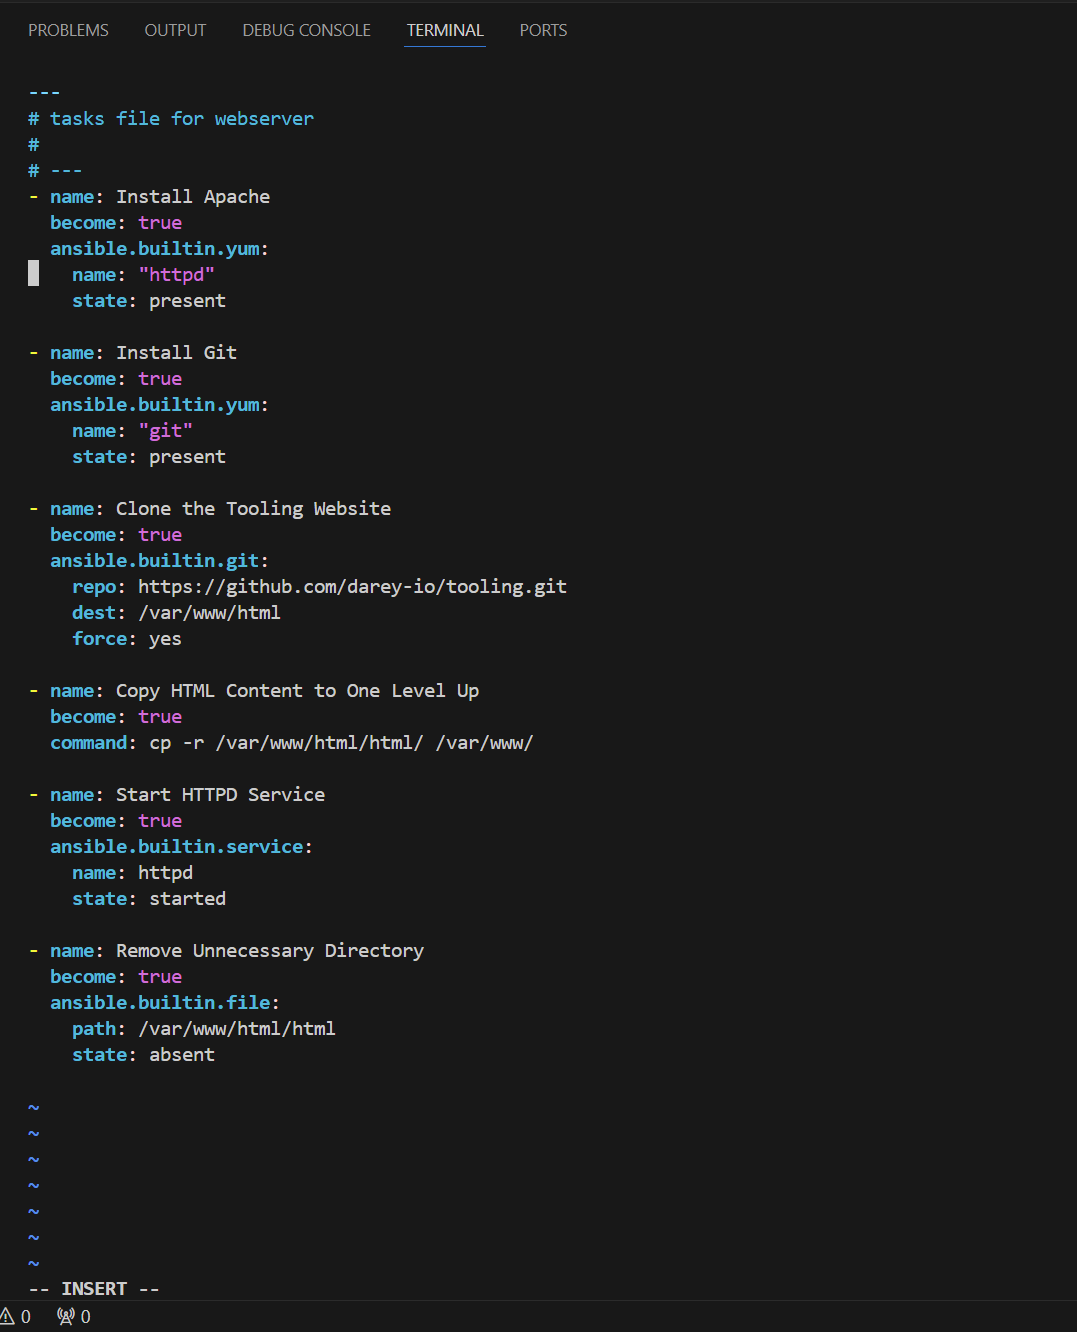 PROBLEMS OUTPUT DEBUG CONSOLE TERMINAL PORTS
---
# tasks file for webserver
#
# ---
- name: Install Apache
  become: true
  ansible.builtin.yum:
    name: "httpd"
    state: present

- name: Install Git
  become: true
  ansible.builtin.yum:
    name: "git"
    state: present

- name: Clone the Tooling Website
  become: true
  ansible.builtin.git:
    repo: https://github.com/darey-io/tooling.git
    dest: /var/www/html
    force: yes

- name: Copy HTML Content to One Level Up
  become: true
  command: cp -r /var/www/html/html/ /var/www/

- name: Start HTTPD Service
  become: true
  ansible.builtin.service:
    name: httpd
    state: started

- name: Remove Unnecessary Directory
  become: true
  ansible.builtin.file:
    path: /var/www/html/html
    state: absent

~
~
~
~
~
~
~
-- INSERT --
0 0